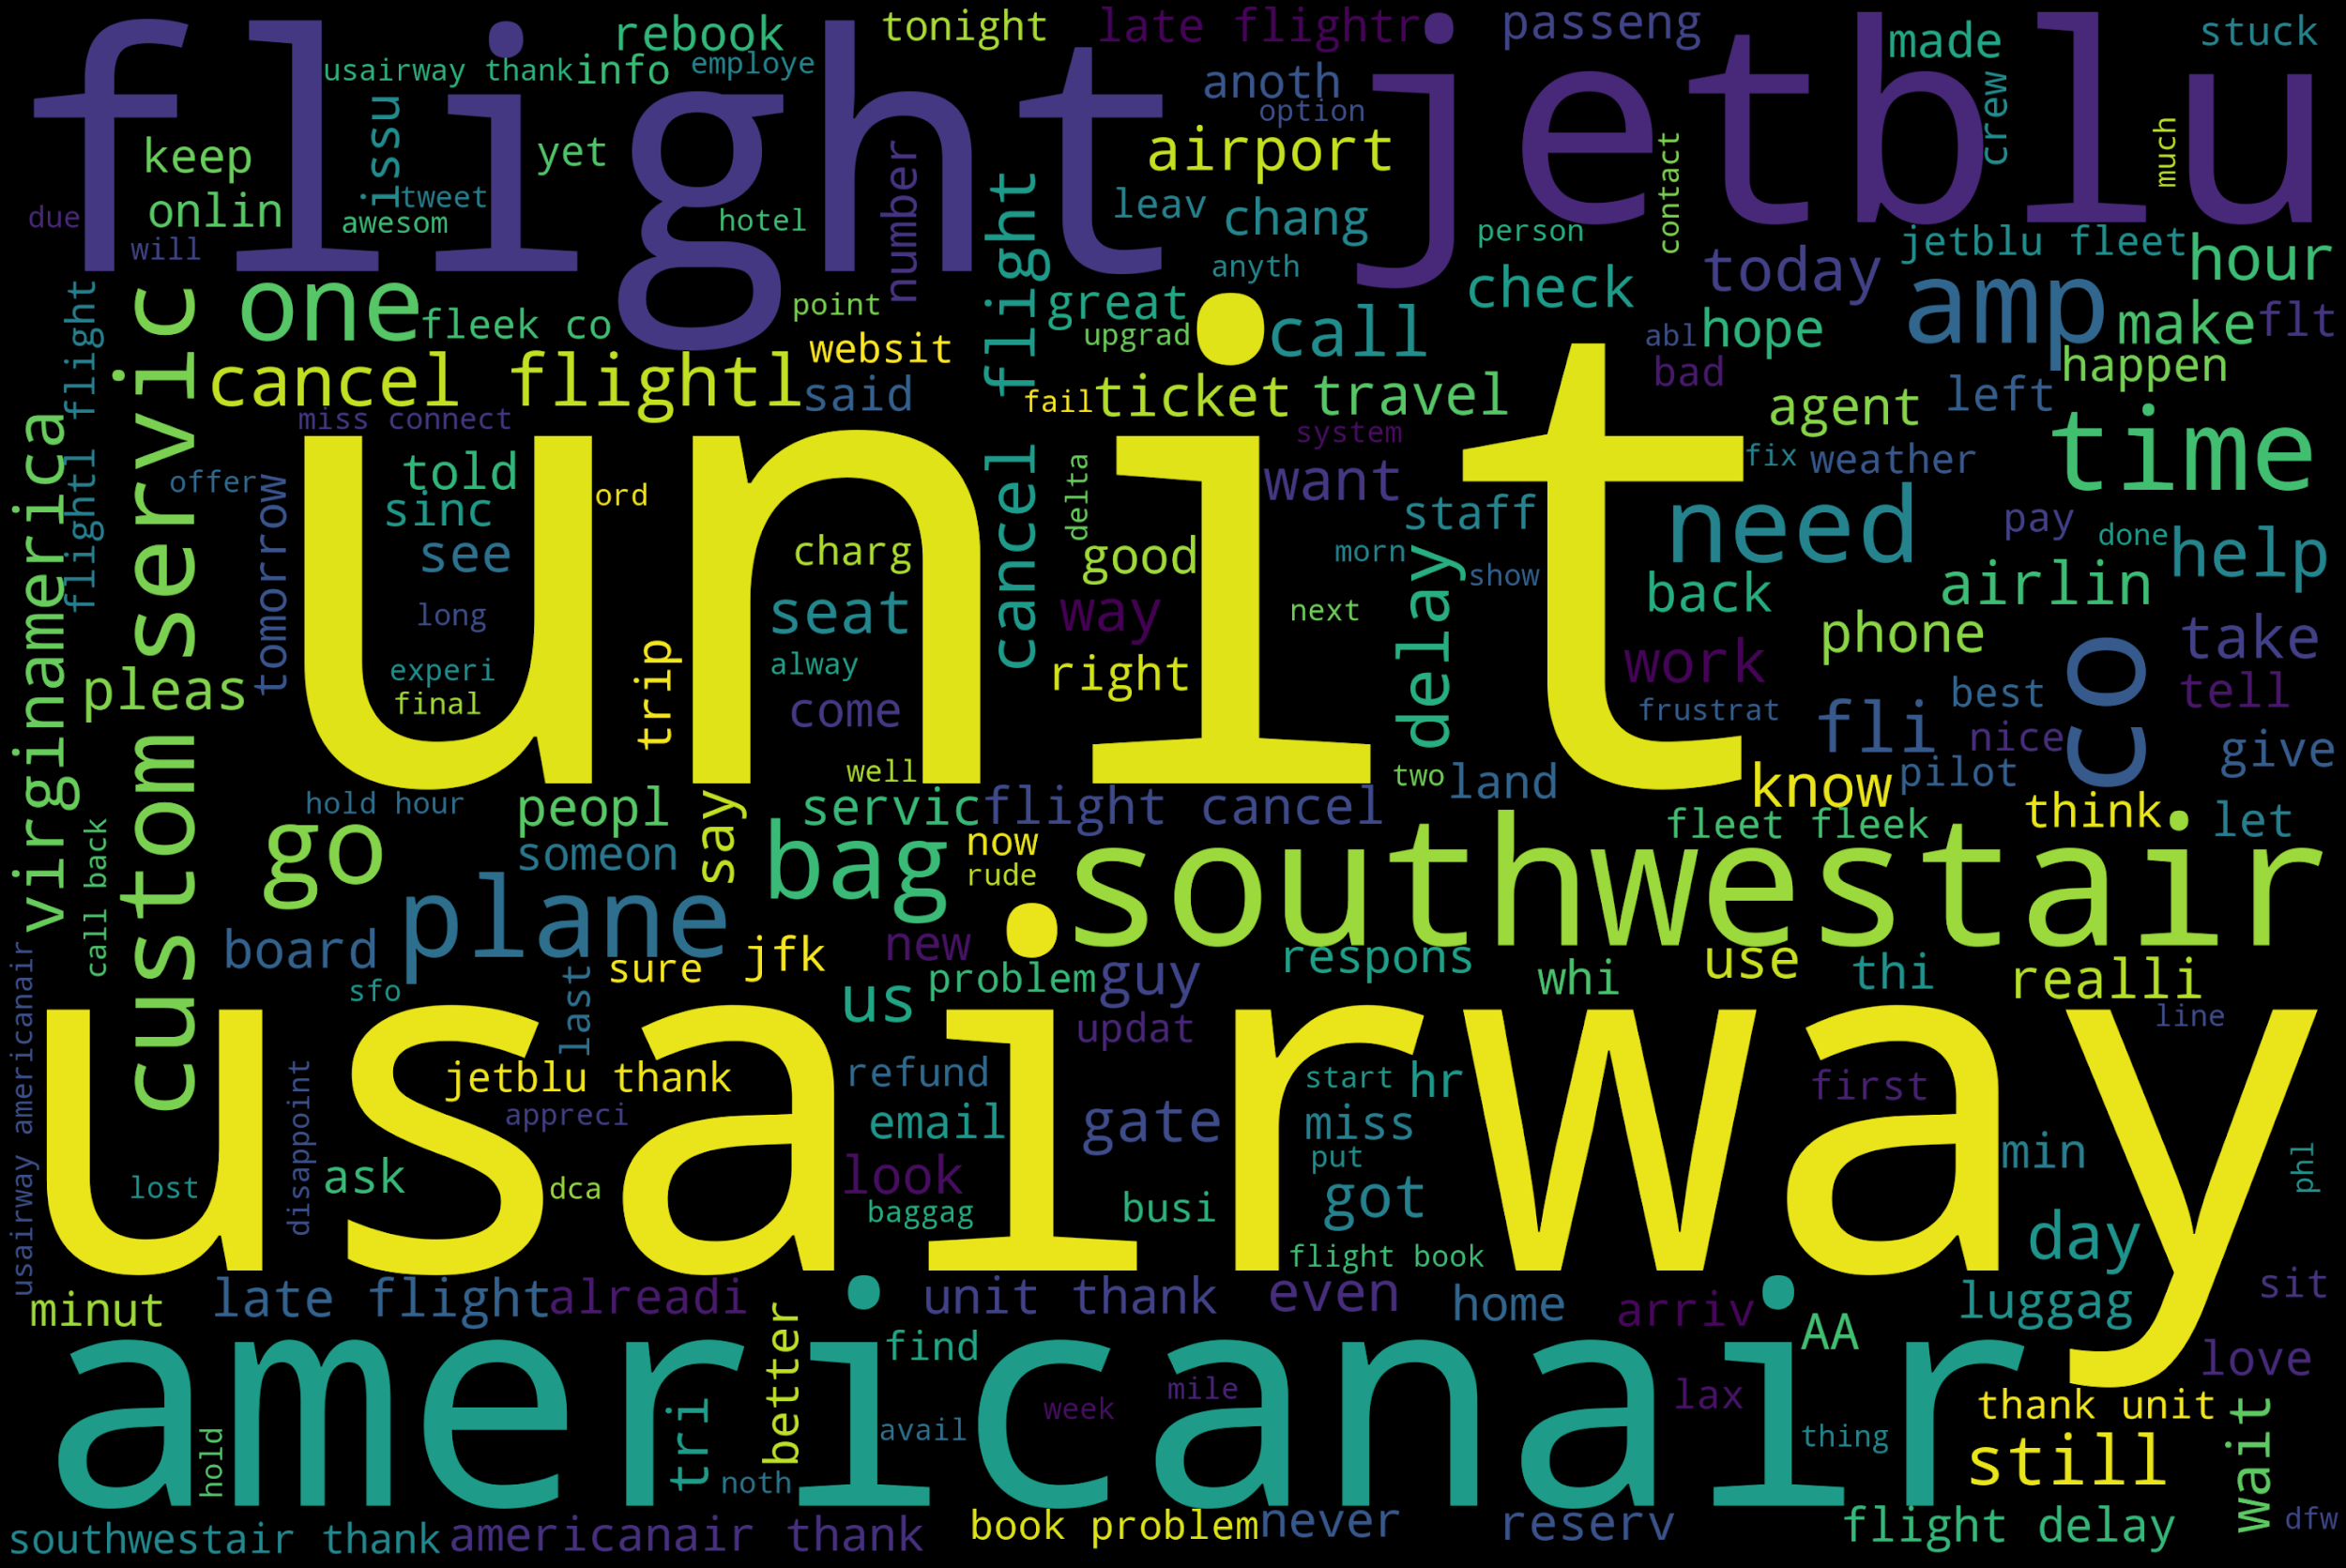 flight
jetblu
unit
usairway
americanair
southwestair
rebook
tonight
late flightr
passeng
made
stuck
usairway thank
info
employe
anoth
option
crew
issu
keep
yet
airport
contact
much
onlin
tweet
number
leav
chang
due
awesom
hotel
person
jetblu fleet
will
anyth
today
hour
flightl flight
one
point
great
check
amp
servic
fleek co
upgrad
call
abl
hope
make
flt
websit
cancel flight
bad
happen
cancel flightl
said
fail
ticket
travel
agent
left
time
miss connect
system
virginamerica
told
want
fix
weather
offer
ord
tomorrow
sinc
delta
staff
need
pay
see
charg
good
morn
done
help
show
custom servic
long
seat
way
next
delay
back
airlin
experi
alway
right
work
phone
take
pleas
final
trip
come
frustrat
fli
best
tell
co
nice
give
well
two
land
know
pilot
hold hour
peopl
say
servic
flight cancel
think
let
go
someon
bag
now
fleet fleek
call back
rude
plane
board
jfk
new
respons
use
thi
realli
sure
problem
guy
whi
sfo
last
us
updat
line
usairway americanair
jetblu thank
refund
start
hr
first
disappoint
appreci
email
gate
miss
min
phl
ask
look
put
lost
dca
baggag
busi
got
day
flight book
minut
late flight
alreadi
unit thank
even
home
arriv
AA
luggag
sit
find
better
love
week
mile
lax
thank unit
tri
avail
thing
still
wait
hold
noth
southwestair thank
americanair thank
book problem
never
reserv
flight delay
dfw